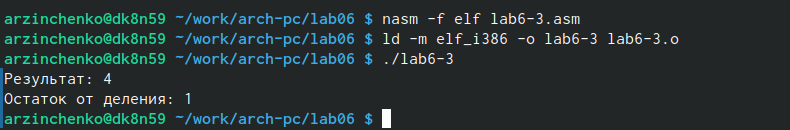 arzinchenko@dk8n59 ~/work/arch-pc/lab06 $ nasm -f elf lab6-3.asm
arzinchenko@dk8n59 ~/work/arch-pc/lab06 $ ld -m elf_i386 -o lab6-3 lab6-3.o
arzinchenko@dk8n59 ~/work/arch-pc/lab06 $ ./lab6-3
Результат: 4
Остаток от деления: 1
arzinchenko@dk8n59 ~/work/arch-pc/lab06 $